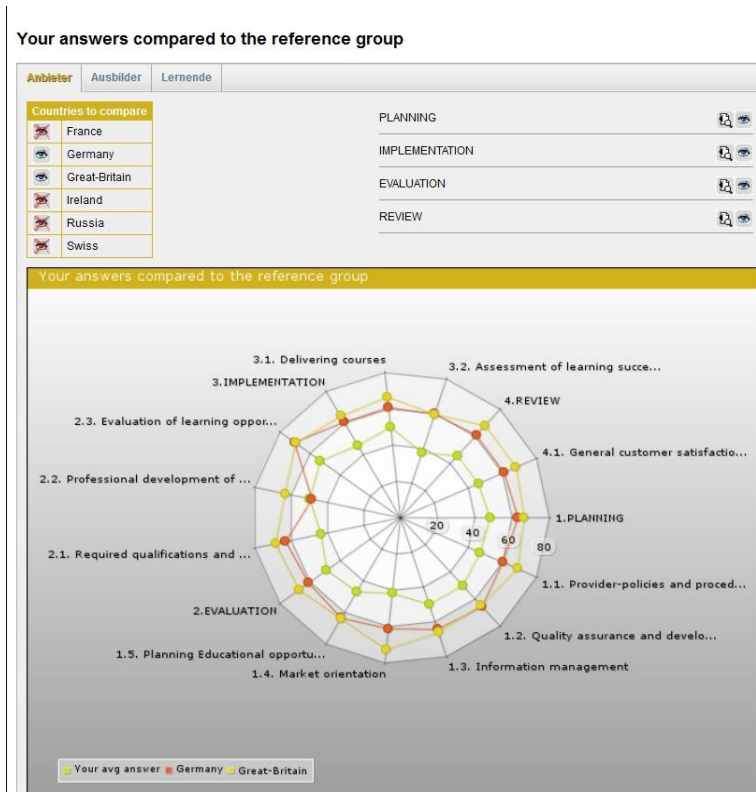 Your answers compared to the reference group
Anbieter Ausbilder Lernende
Countries to compare
France
Germany
Great-Britain
Ireland
Russia
Swiss
PLANNING
IMPLEMENTATION
EVALUATION
REVIEW
Your answers compared to the reference group
3.1. Delivering courses
3.2. Assessment of learning succe...
3.IMPLEMENTATION
4.REVIEW
2.3. Evaluation of learning oppor...
4.1. General customer satisfactio...
2.2. Professional development of ...
1.PLANNING
20 40 60 80
2.1. Required qualifications and ...
1.1. Provider-policies and proced...
2.EVALUATION
1.2. Quality assurance and develo...
1.5. Planning Educational opportu...
1.3. Information management
1.4. Market orientation
Your avg answer Germany Great-Britain